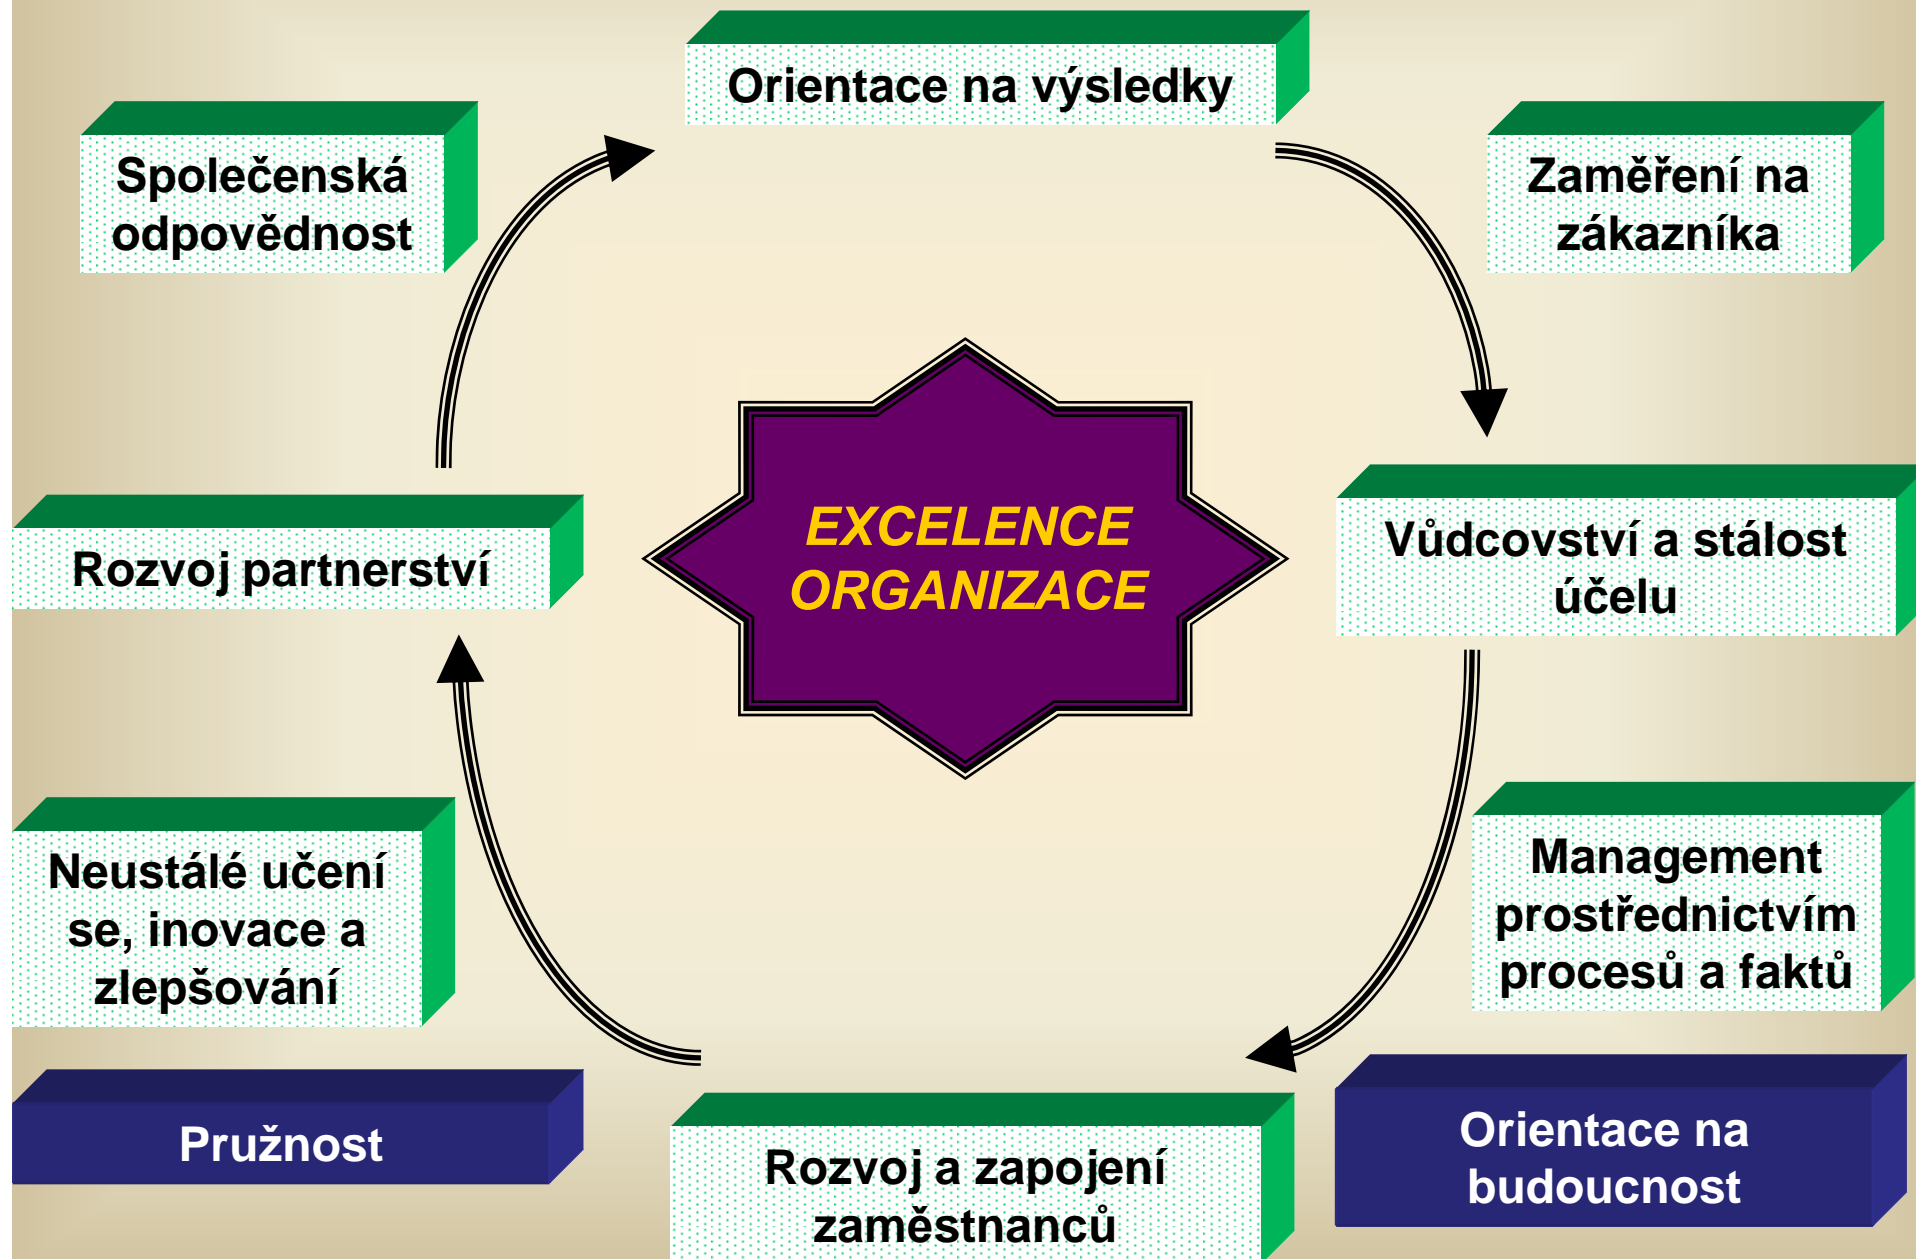 Orientace na výsledky
Společenská
odpovědnost
Zaměření na
zákazníka
EXCELENCE
ORGANIZACE
Vůdcovství a stálost
účelu
Rozvoj partnerství
Neustálé učení
se, inovace a
zlepšování
Management
prostřednictvím
procesů a faktů
Pružnost
Rozvoj a zapojení
zaměstnanců
Orientace na
budoucnost